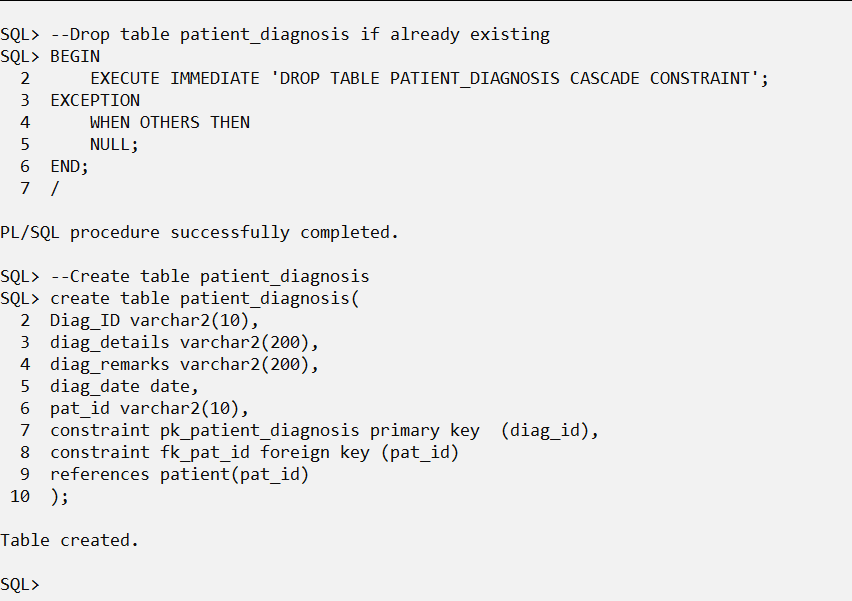 SQL> --Drop table patient_diagnosis if already existing
SQL> BEGIN
  2      EXECUTE IMMEDIATE 'DROP TABLE PATIENT_DIAGNOSIS CASCADE CONSTRAINT';
  3  EXCEPTION
  4      WHEN OTHERS THEN
  5      NULL;
  6  END;
  7  /
PL/SQL procedure successfully completed.
SQL> --Create table patient_diagnosis
SQL> create table patient_diagnosis(
  2  Diag_ID varchar2(10),
  3  diag_details varchar2(200),
  4  diag_remarks varchar2(200),
  5  diag_date date,
  6  pat_id varchar2(10),
  7  constraint pk_patient_diagnosis primary key  (diag_id),
  8  constraint fk_pat_id foreign key (pat_id)
  9  references patient(pat_id)
 10  );
Table created.
SQL>